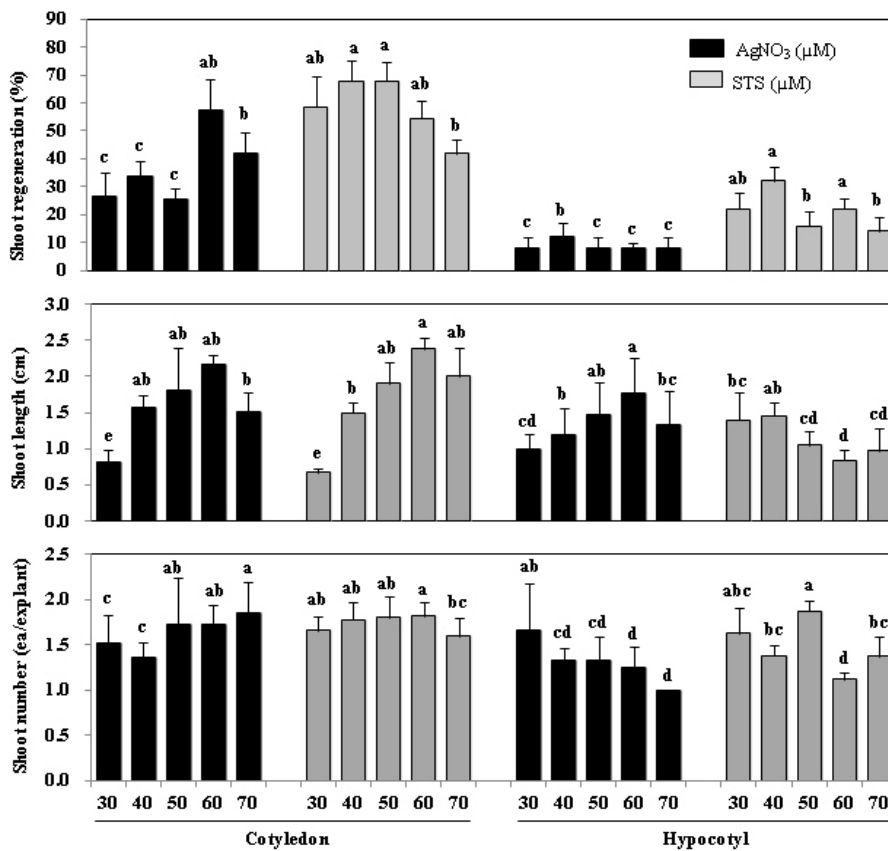 90
80
70
60
50
40
30
20
10
0
Shoot regeneration (%)
AgNO₃ (µM)
STS (µM)
c c c ab b ab a a ab b c b c c c ab a b a b
3.0
2.5
2.0
1.5
1.0
0.5
0.0
Shoot length (cm)
e ab ab ab b e b ab a ab cd b ab a bc bc ab cd d cd
2.5
2.0
1.5
1.0
0.5
0.0
Shoot number (ea/explant)
c c ab ab a ab ab ab a bc ab cd cd d d abc bc a d bc
30 40 50 60 70 30 40 50 60 70 30 40 50 60 70 30 40 50 60 70
Cotyledon Hypocotyl